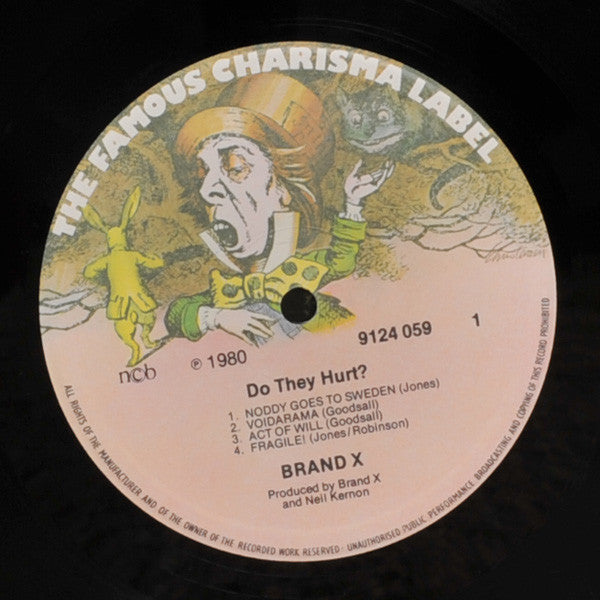 THE FAMOUS CHARISMA LABEL
ncb
℗ 1980
9124 059
1
Do They Hurt?
1. NODDY GOES TO SWEDEN (Jones)
2. VOIDARAMA (Goodsall)
3. ACT OF WILL (Goodsall)
4. FRAGILE! (Jones/Robinson)
BRAND X
Produced by Brand X
and Neil Kernon
ALL RIGHTS OF THE MANUFACTURER AND OF THE OWNER OF THE RECORDED WORK RESERVED · UNAUTHORISED PUBLIC PERFORMANCE BROADCASTING AND COPYING OF THIS RECORD PROHIBITED